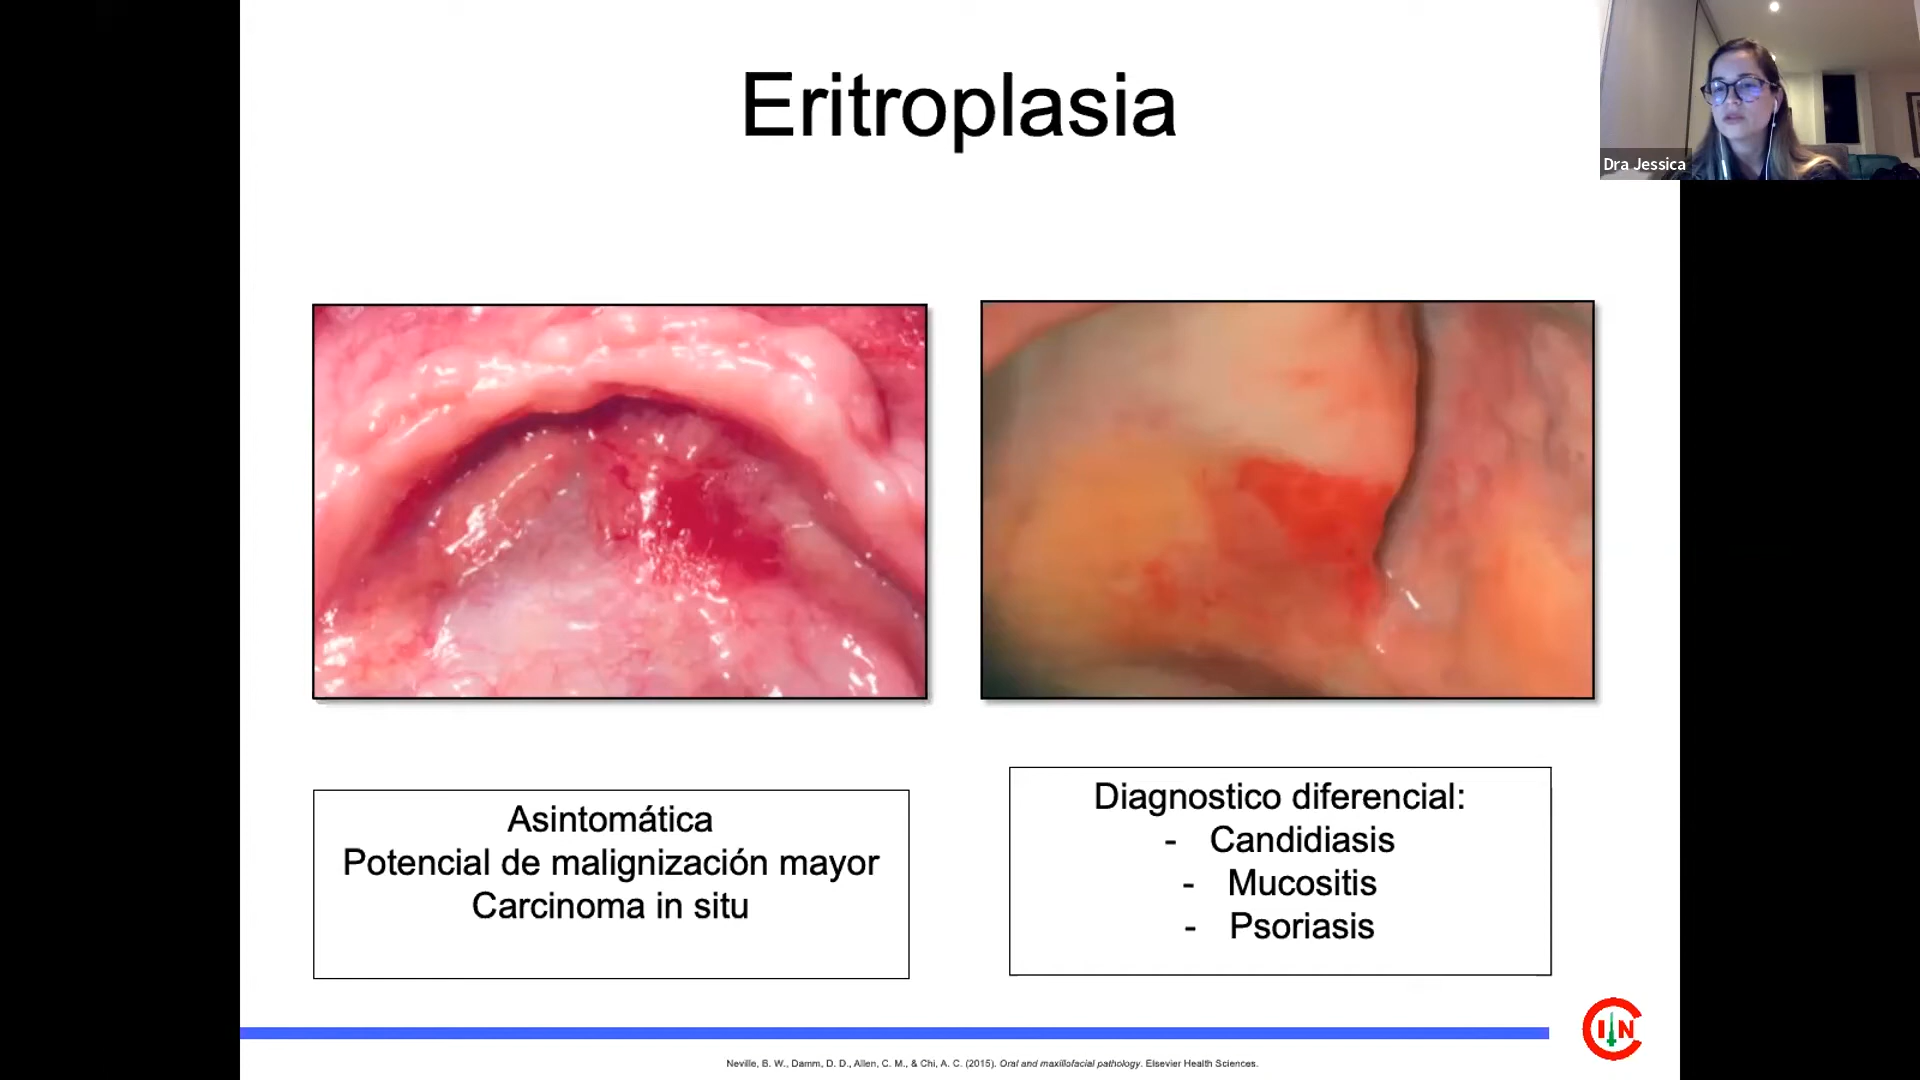 Eritroplasia
Dra Jessica
Asintomática
Potencial de malignización mayor
Carcinoma in situ
Diagnostico diferencial:
- Candidiasis
- Mucositis
- Psoriasis
CIN
Neville, B. W., Damm, D. D., Allen, C. M., & Chi, A. C. (2015). Oral and maxillofacial pathology. Elsevier Health Sciences.